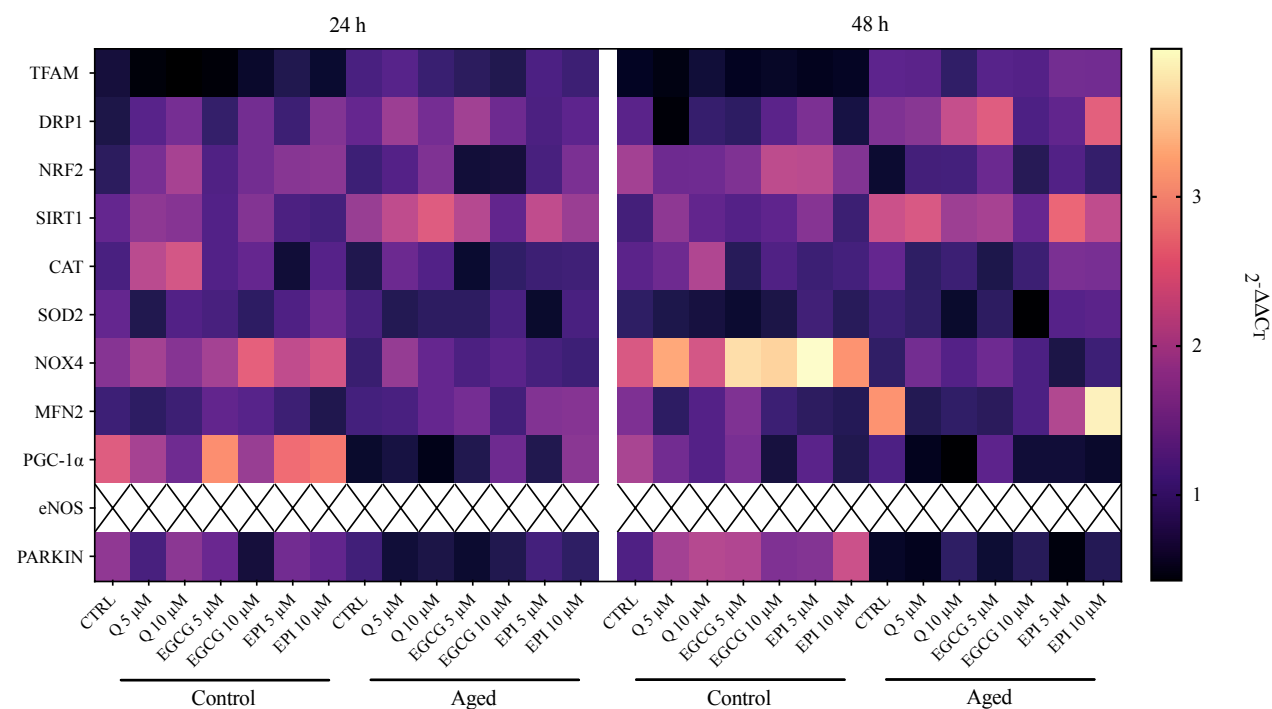 24 h
48 h
TFAM
DRP1
NRF2
SIRT1
CAT
SOD2
NOX4
MFN2
PGC-1α
eNOS
PARKIN
3
2
1
2^-ΔΔCT
CTRL
Q 5 μM
Q 10 μM
EGCG 5 μM
EGCG 10 μM
EPI 5 μM
EPI 10 μM
CTRL
Q 5 μM
Q 10 μM
EGCG 5 μM
EGCG 10 μM
EPI 5 μM
EPI 10 μM
CTRL
Q 5 μM
Q 10 μM
EGCG 5 μM
EGCG 10 μM
EPI 5 μM
EPI 10 μM
CTRL
Q 5 μM
Q 10 μM
EGCG 5 μM
EGCG 10 μM
EPI 5 μM
EPI 10 μM
Control
Aged
Control
Aged